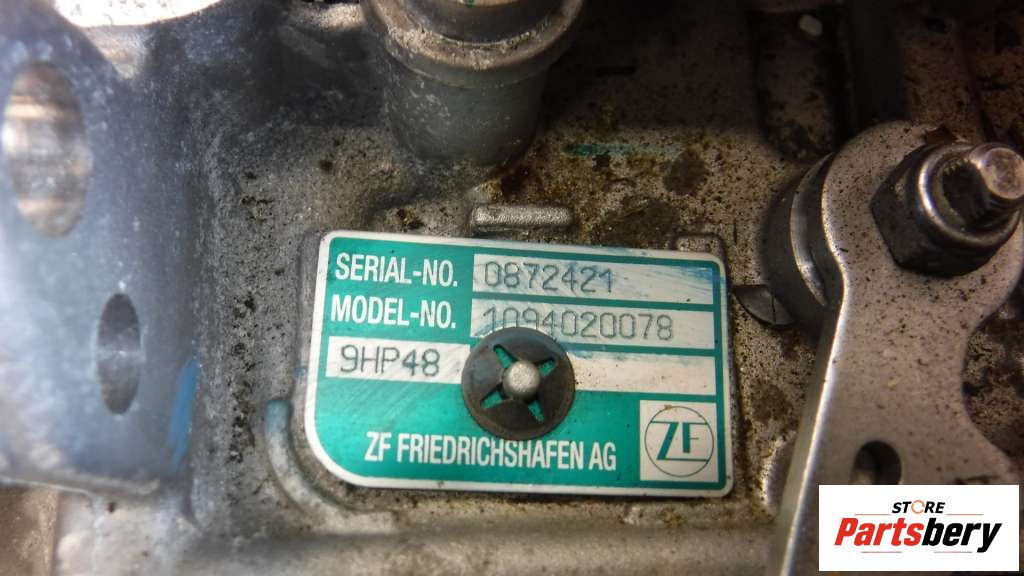 SERIAL-NO. 0872421
MODEL-NO. 1094020078
9HP48
ZF FRIEDRICHSHAFEN AG
ZF
STORE
Partsbery